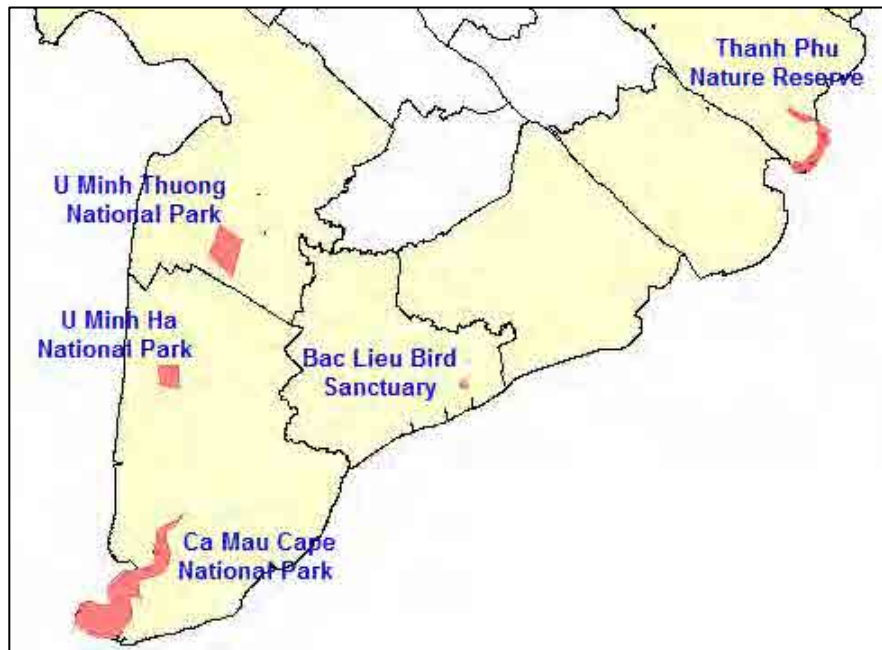 Thanh Phu
Nature Reserve
U Minh Thuong
National Park
U Minh Ha
National Park
Bac Lieu Bird
Sanctuary
Ca Mau Cape
National Park